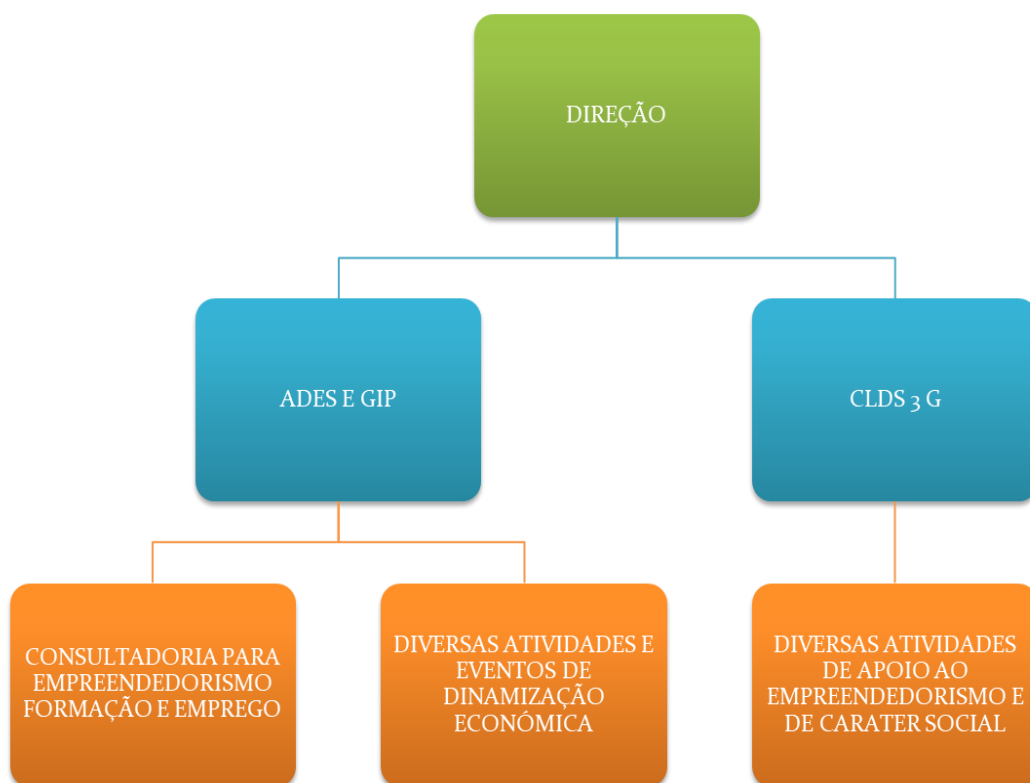 DIREÇÃO
ADES E GIP
CLDS 3 G
CONSULTADORIA PARA
EMPREENDEDORISMO
FORMAÇÃO E EMPREGO
DIVERSAS ATIVIDADES E
EVENTOS DE
DINAMIZAÇÃO
ECONÓMICA
DIVERSAS ATIVIDADES
DE APOIO AO
EMPREENDEDORISMO E
DE CARATER SOCIAL